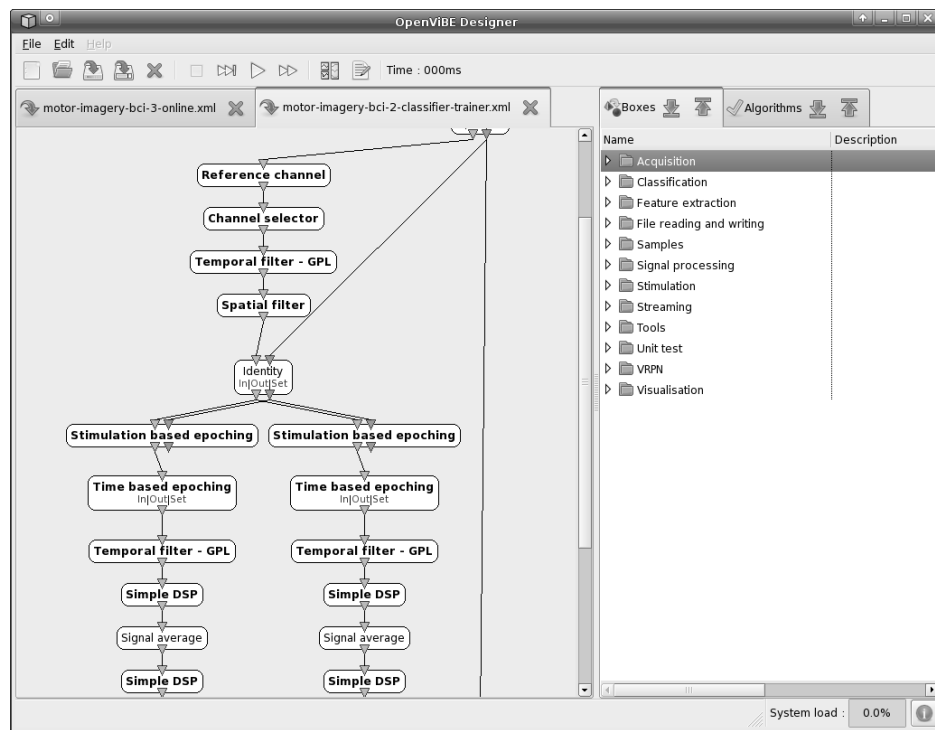 OpenViBE Designer
File Edit Help
Time : 000ms
motor-imagery-bci-3-online.xml motor-imagery-bci-2-classifier-trainer.xml
Boxes Algorithms
Name Description
Reference channel
Channel selector
Temporal filter - GPL
Spatial filter
Identity
In|Out|Set
Stimulation based epoching Stimulation based epoching
Time based epoching Time based epoching
In|Out|Set In|Out|Set
Temporal filter - GPL Temporal filter - GPL
Simple DSP Simple DSP
Signal average Signal average
Simple DSP Simple DSP
Acquisition
Classification
Feature extraction
File reading and writing
Samples
Signal processing
Stimulation
Streaming
Tools
Unit test
VRPN
Visualisation
System load : 0.0%